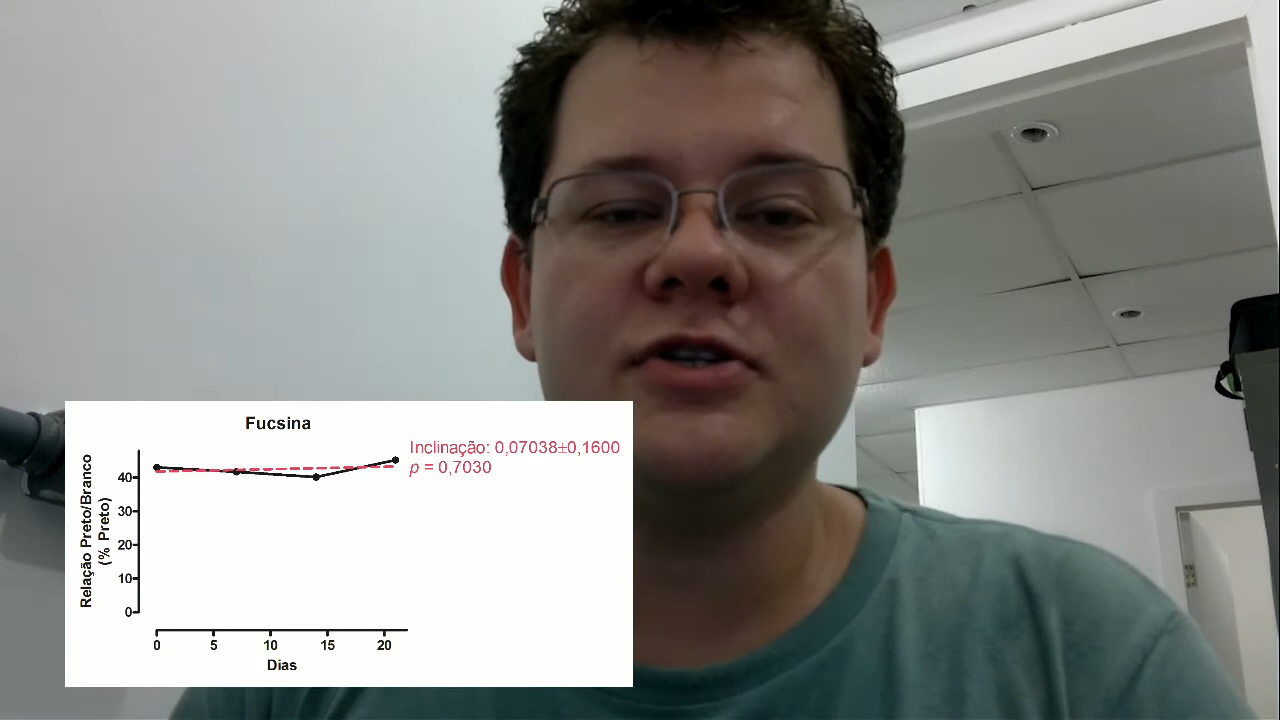 Fucsina
Inclinação: 0,07038±0,1600
p = 0,7030
Relação Preto/Branco
(% Preto)
40
30
20
10
0
0 5 10 15 20
Dias